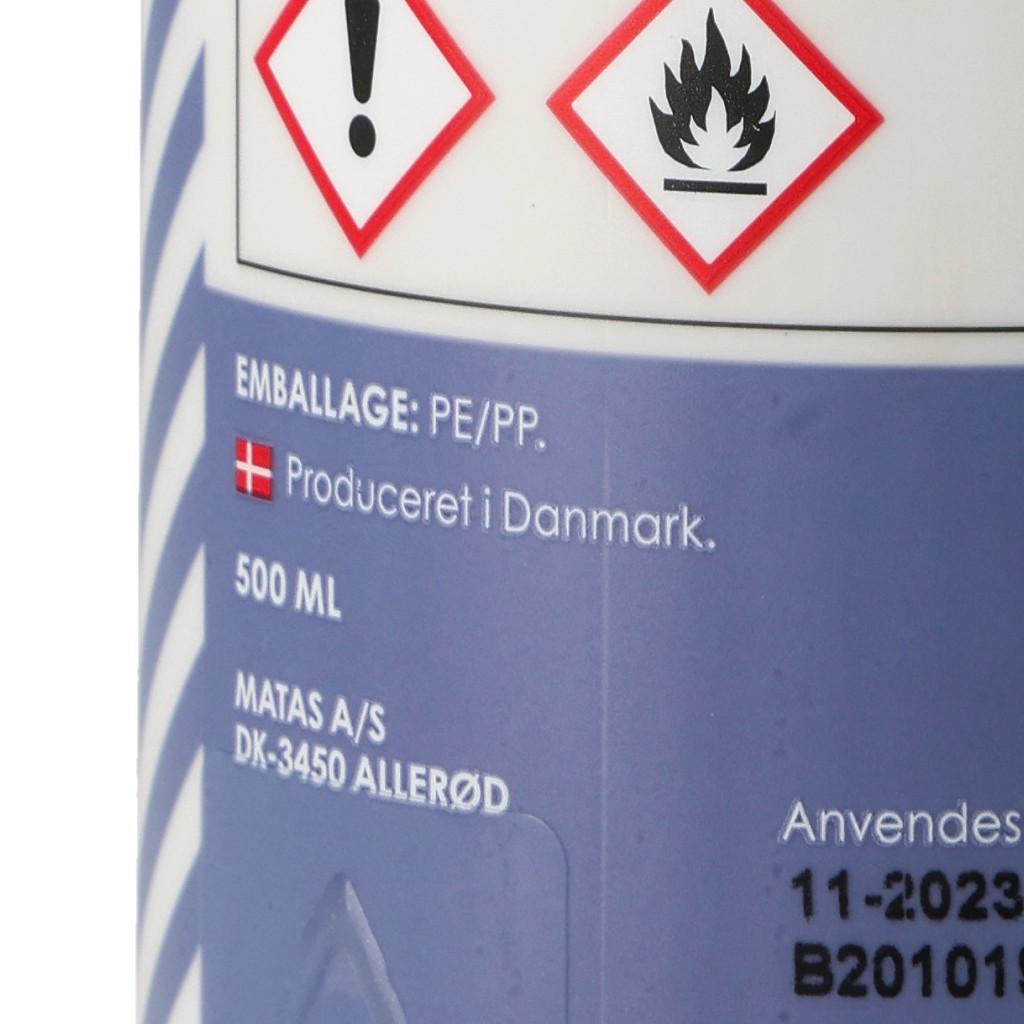 EMBALLAGE: PE/PP.
Produceret i Danmark.
500 ML
MATAS A/S
DK-3450 ALLERØD
Anvendes
11-2023